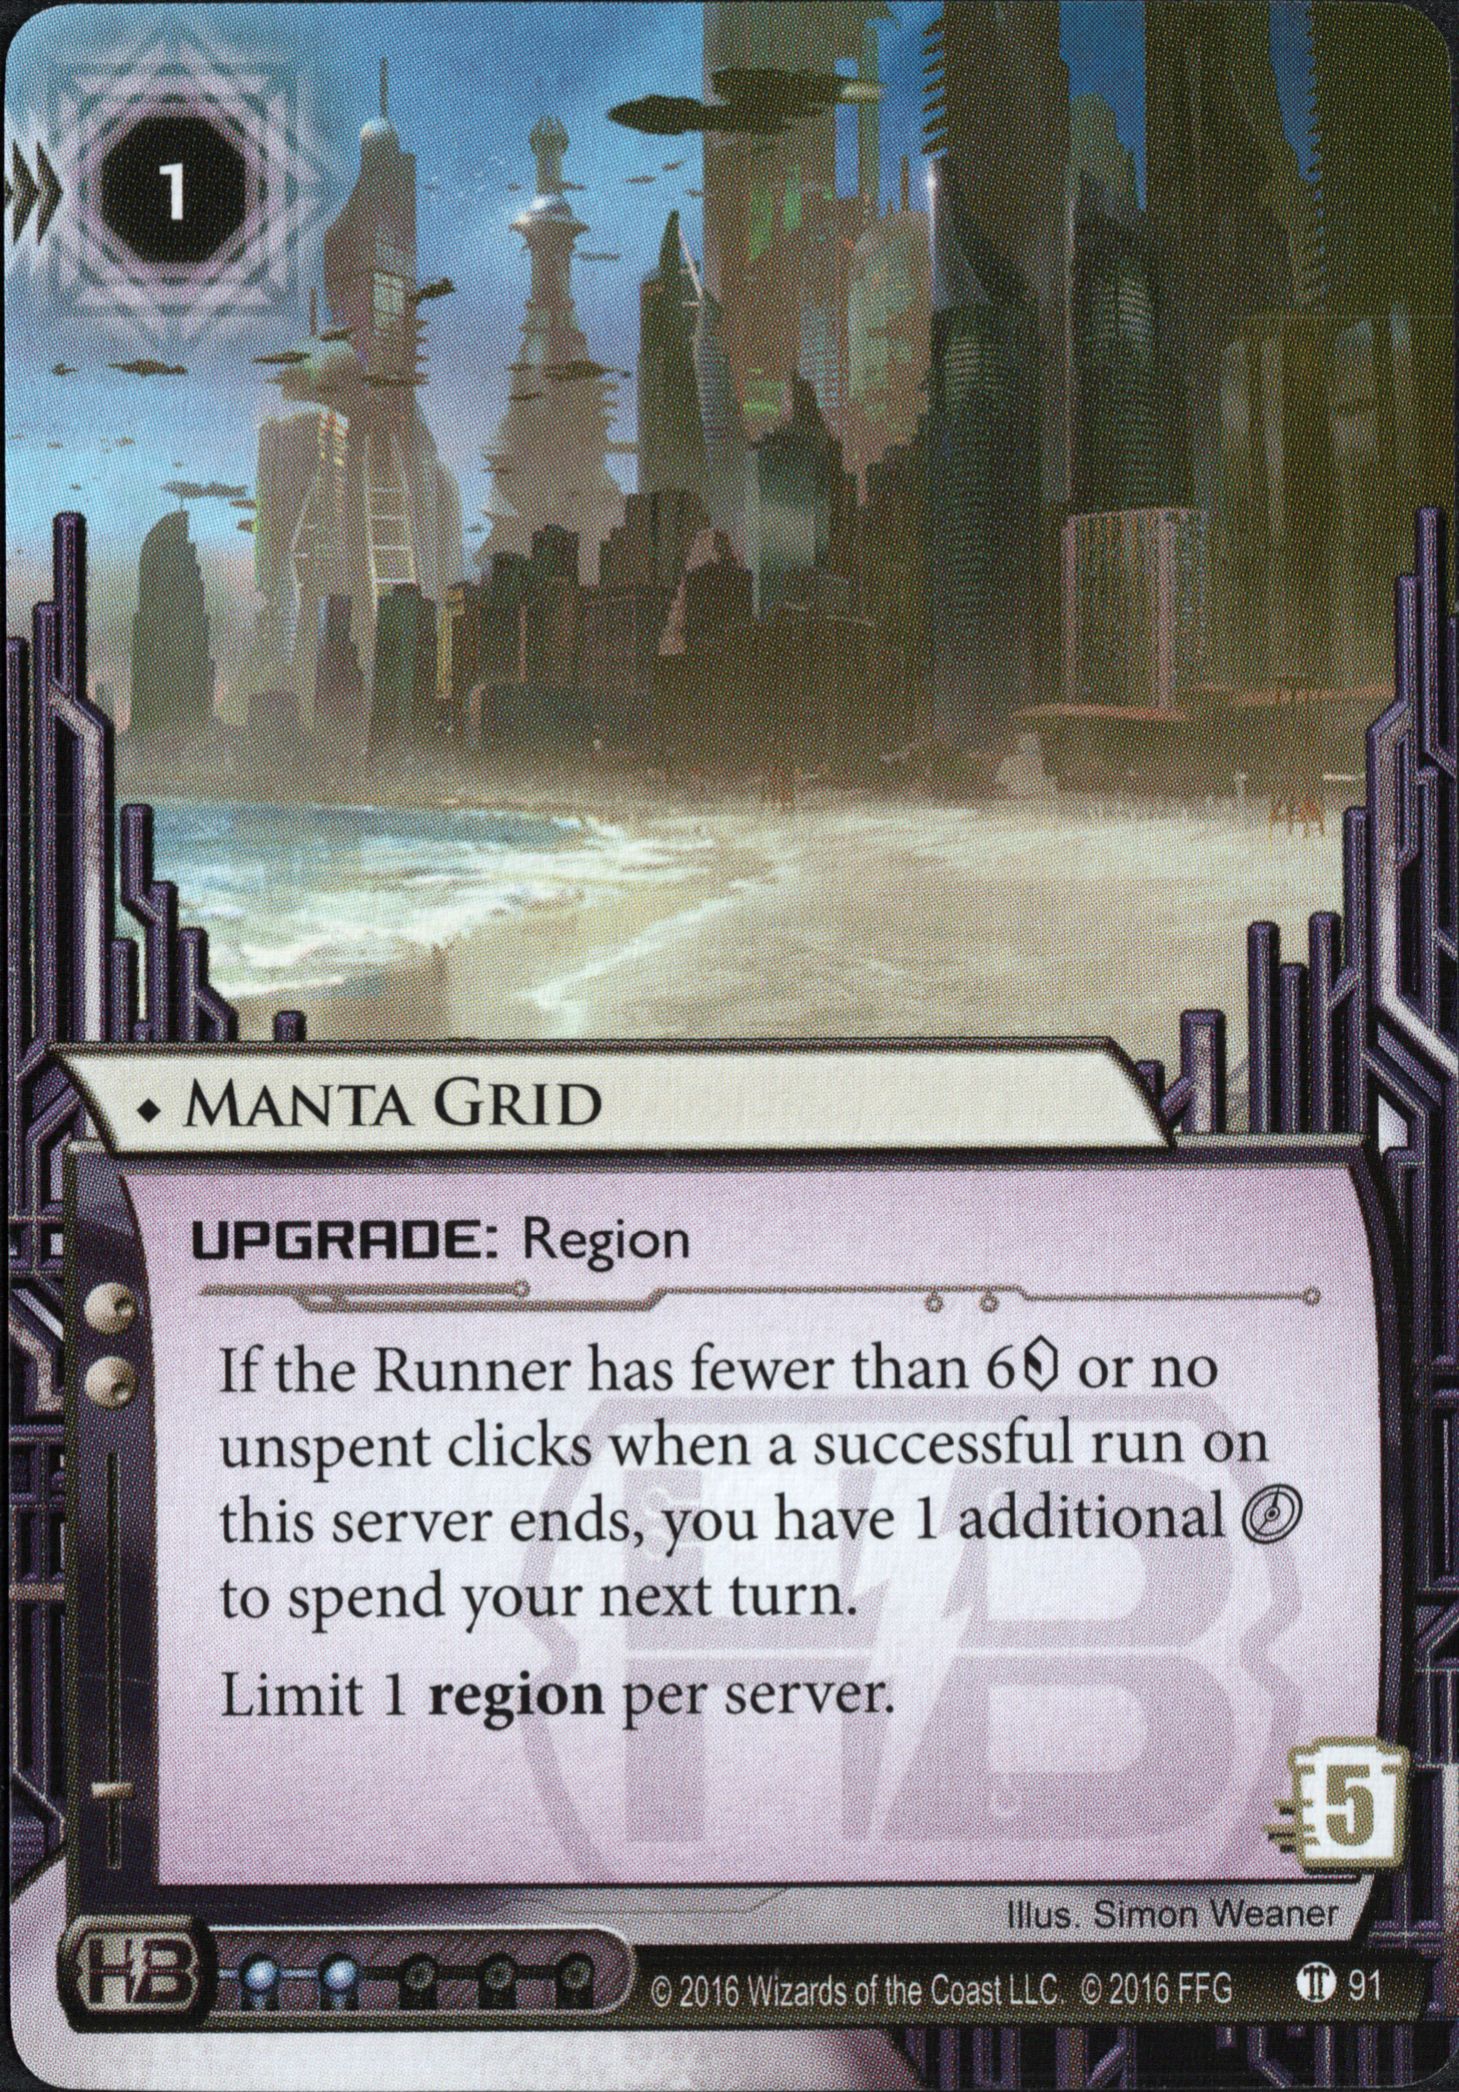 1
◆ MANTA GRID
UPGRADE: Region
If the Runner has fewer than 6 or no
unspent clicks when a successful run on
this server ends, you have 1 additional
to spend your next turn.
Limit 1 region per server.
5
Illus. Simon Weaner
HB
© 2016 Wizards of the Coast LLC. © 2016 FFG 91